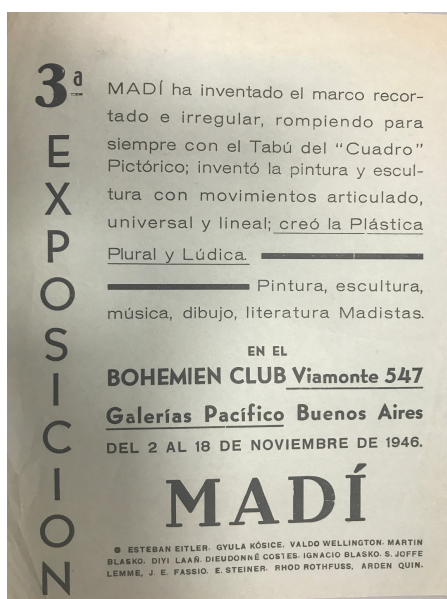 3ª
EXPOSICION
MADÍ ha inventado el marco recor-
tado e irregular, rompiendo para
siempre con el Tabú del "Cuadro"
Pictórico; inventó la pintura y escul-
tura con movimientos articulado,
universal y lineal; creó la Plástica
Plural y Lúdica.
Pintura, escultura,
música, dibujo, literatura Madistas.
EN EL
BOHEMIEN CLUB Viamonte 547
Galerías Pacífico Buenos Aires
DEL 2 AL 18 DE NOVIEMBRE DE 1946.
MADÍ
ESTEBAN EITLER. GYULA KÓSICE. VALDO WELLINGTON. MARTIN
BLASKO. DIYI LAAÑ. DIEUDONNÉ COSTES. IGNACIO BLASKO. S. JOFFE
LEMME, J. E. FASSIO. E. STEINER. RHOD ROTHFUSS, ARDEN QUIN.